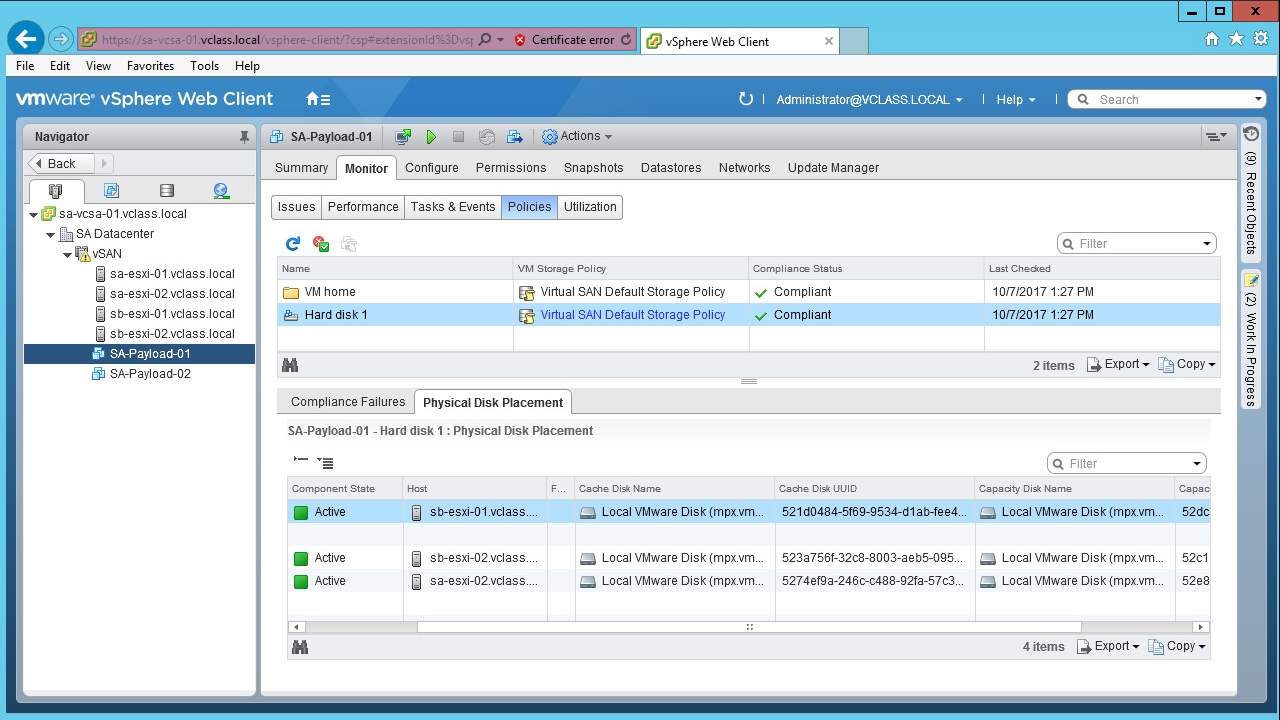 https://sa-vcsa-01.vclass.local/vsphere-client/?csp#extensionId%3Dvs
Certificate error
vSphere Web Client
File Edit View Favorites Tools Help
vmware® vSphere Web Client
Administrator@VCLASS.LOCAL
Help
Search
Navigator
SA-Payload-01
Actions
Back
Summary Monitor Configure Permissions Snapshots Datastores Networks Update Manager
sa-vcsa-01.vclass.local
SA Datacenter
vSAN
sa-esxi-01.vclass.local
sa-esxi-02.vclass.local
sb-esxi-01.vclass.local
sb-esxi-02.vclass.local
SA-Payload-01
SA-Payload-02
Issues Performance Tasks & Events Policies Utilization
Filter
Name VM Storage Policy Compliance Status Last Checked
VM home Virtual SAN Default Storage Policy Compliant 10/7/2017 1:27 PM
Hard disk 1 Virtual SAN Default Storage Policy Compliant 10/7/2017 1:27 PM
2 items Export Copy
Compliance Failures Physical Disk Placement
SA-Payload-01 - Hard disk 1 : Physical Disk Placement
Filter
Component State Host F... Cache Disk Name Cache Disk UUID Capacity Disk Name Capac
Active sb-esxi-01.vclass.... Local VMware Disk (mpx.vm... 521d0484-5f69-9534-d1ab-fee4... Local VMware Disk (mpx.vm... 52dc
Active sb-esxi-02.vclass.... Local VMware Disk (mpx.vm... 523a756f-32c8-8003-aeb5-095... Local VMware Disk (mpx.vm... 52c1
Active sa-esxi-02.vclass.... Local VMware Disk (mpx.vm... 5274ef9a-246c-c488-92fa-57c3... Local VMware Disk (mpx.vm... 52e8
4 items Export Copy
(9) Recent Objects
(2) Work In Progress